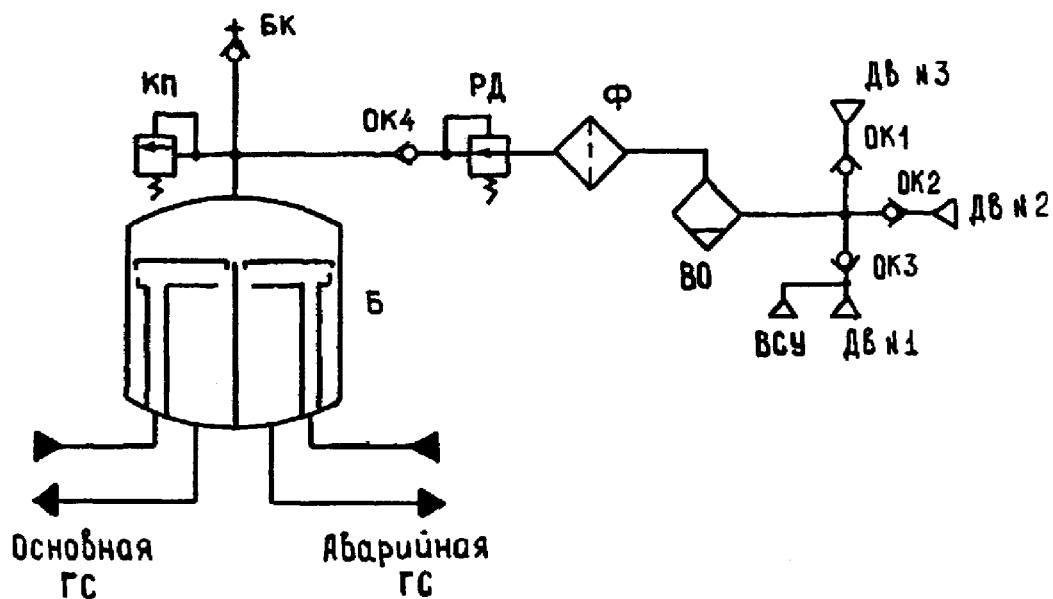 БК
КП
РД
Ф
ДВ №3
ОК4
ОК1
ОК2
ДВ №2
ОК3
ВО
Б
ВСУ
ДВ №1
Основная
ГС
Аварийная
ГС